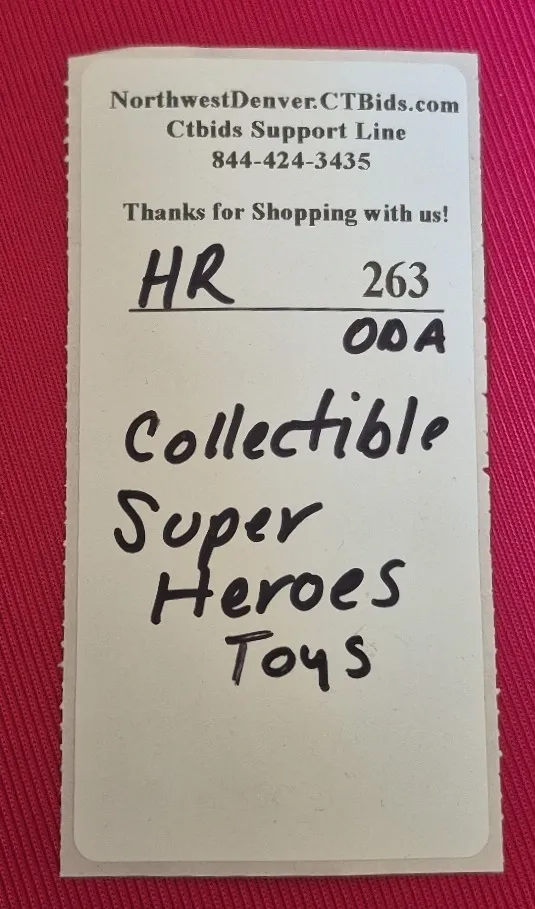 NorthwestDenver.CTBids.com
Ctbids Support Line
844-424-3435
Thanks for Shopping with us!
HR 263
ODA
Collectible
Super
Heroes
Toys